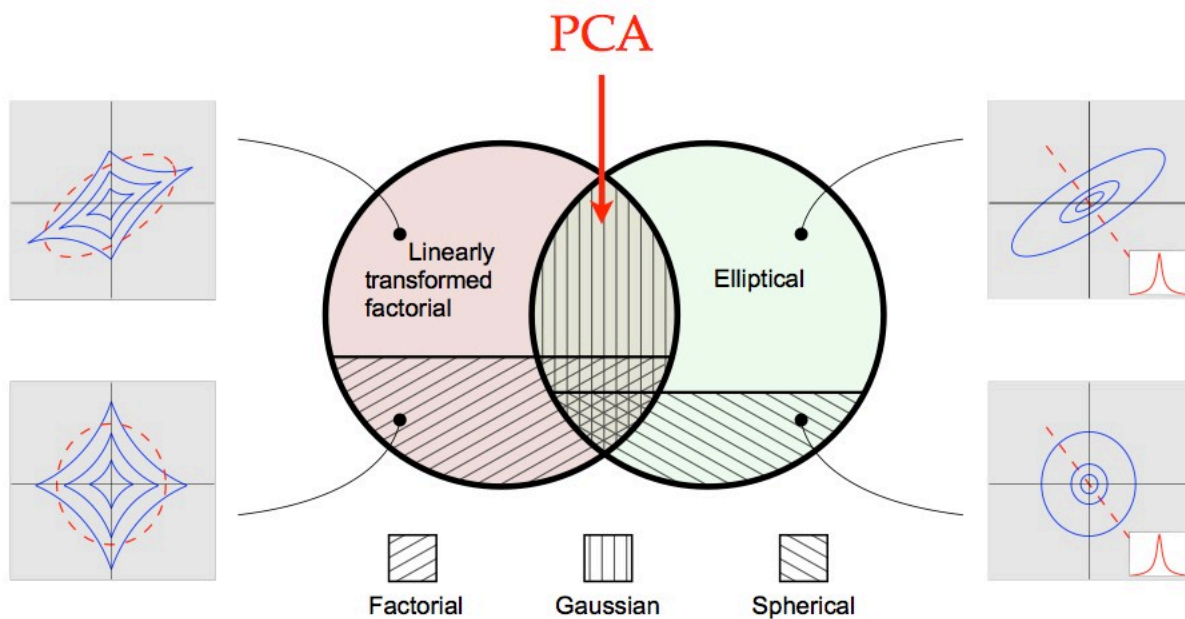 PCA
Linearly
transformed
factorial
Elliptical
Factorial
Gaussian
Spherical